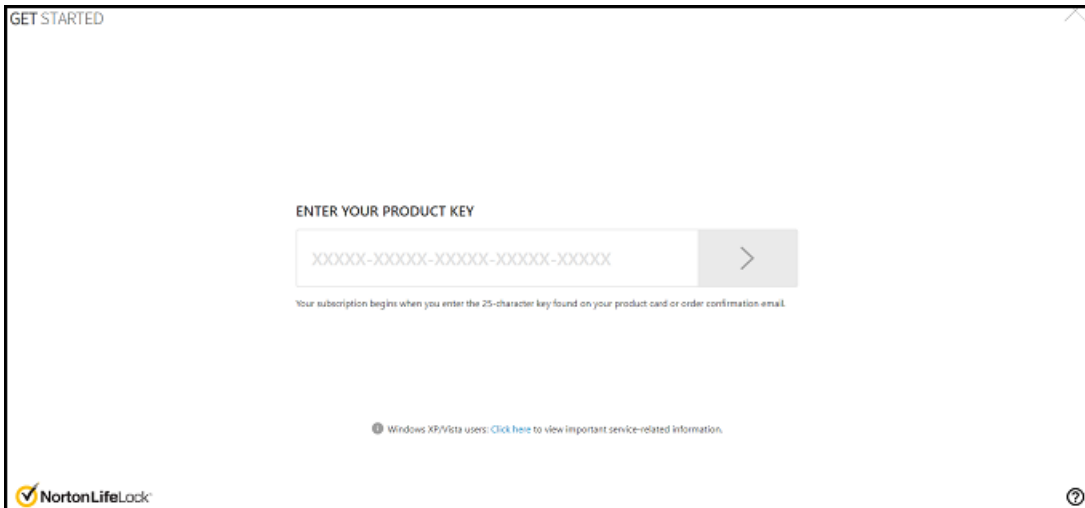 GET STARTED
ENTER YOUR PRODUCT KEY
XXXXX-XXXXX-XXXXX-XXXXX-XXXXX
Your subscription begins when you enter the 25-character key found on your product card or order confirmation email.
Windows XP/Vista users: Click here to view important service-related information.
NortonLifeLock